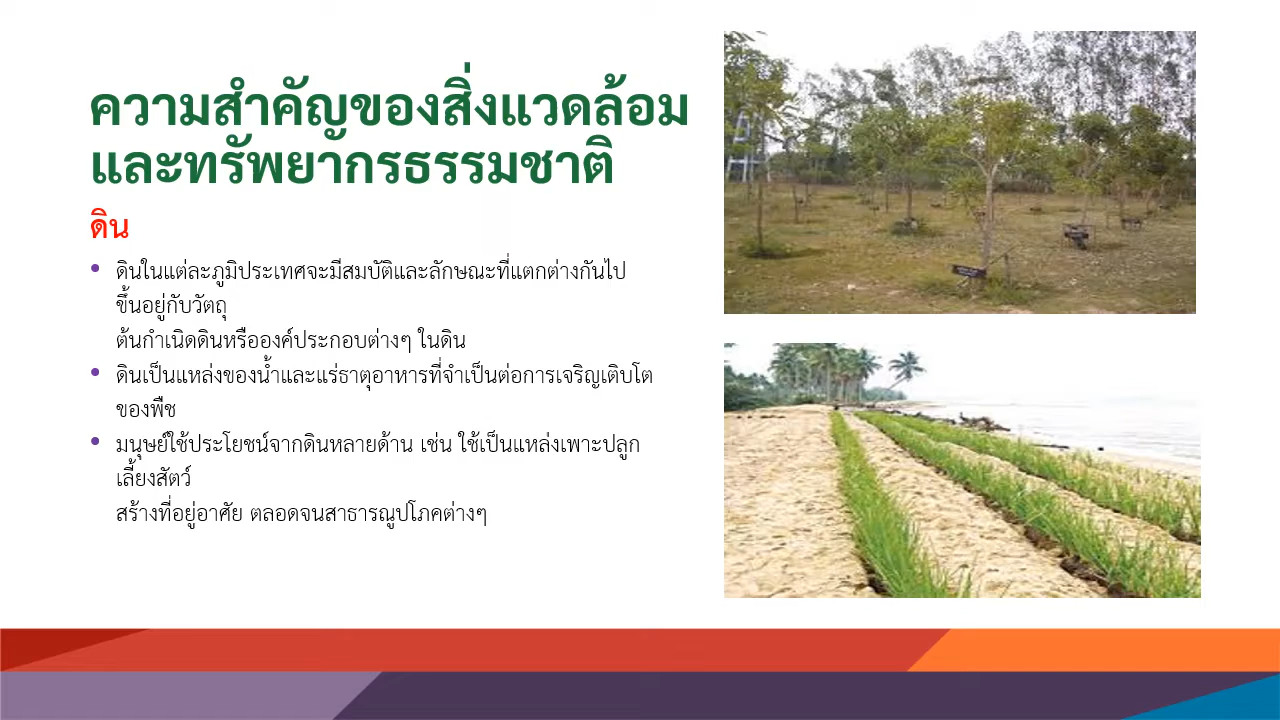 ความสำคัญของสิ่งแวดล้อม
และทรัพยากรธรรมชาติ
ดิน
• ดินในแต่ละภูมิประเทศจะมีสมบัติและลักษณะที่แตกต่างกันไป
ขึ้นอยู่กับวัตถุ
ต้นกำเนิดดินหรือองค์ประกอบต่างๆ ในดิน
• ดินเป็นแหล่งของน้ำและแร่ธาตุอาหารที่จำเป็นต่อการเจริญเติบโต
ของพืช
• มนุษย์ใช้ประโยชน์จากดินหลายด้าน เช่น ใช้เป็นแหล่งเพาะปลูก
เลี้ยงสัตว์
สร้างที่อยู่อาศัย ตลอดจนสาธารณูปโภคต่างๆ